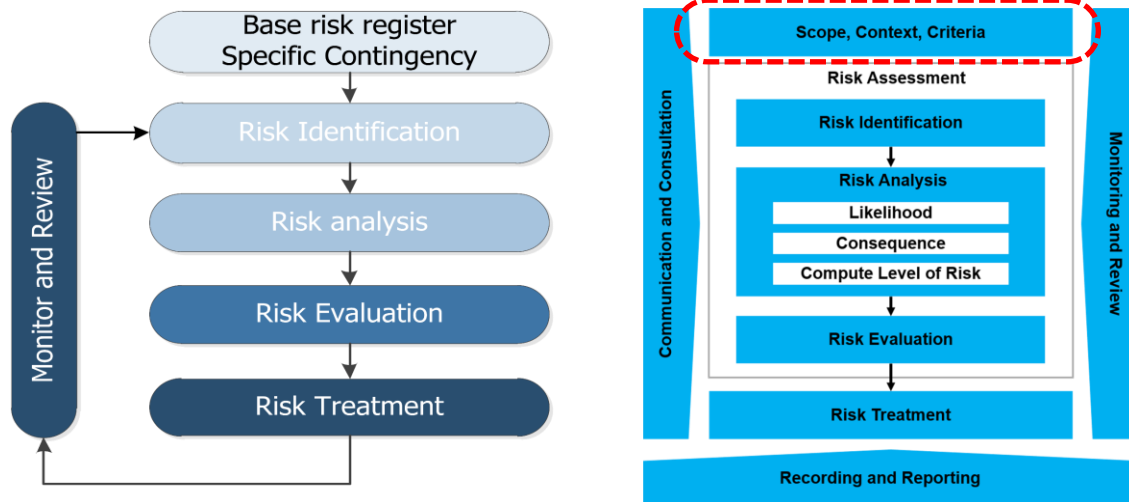 Base risk register
Specific Contingency
Risk Identification
Risk analysis
Risk Evaluation
Risk Treatment
Monitor and Review
Scope, Context, Criteria
Risk Assessment
Risk Identification
Risk Analysis
Likelihood
Consequence
Compute Level of Risk
Risk Evaluation
Risk Treatment
Communication and Consultation
Monitoring and Review
Recording and Reporting